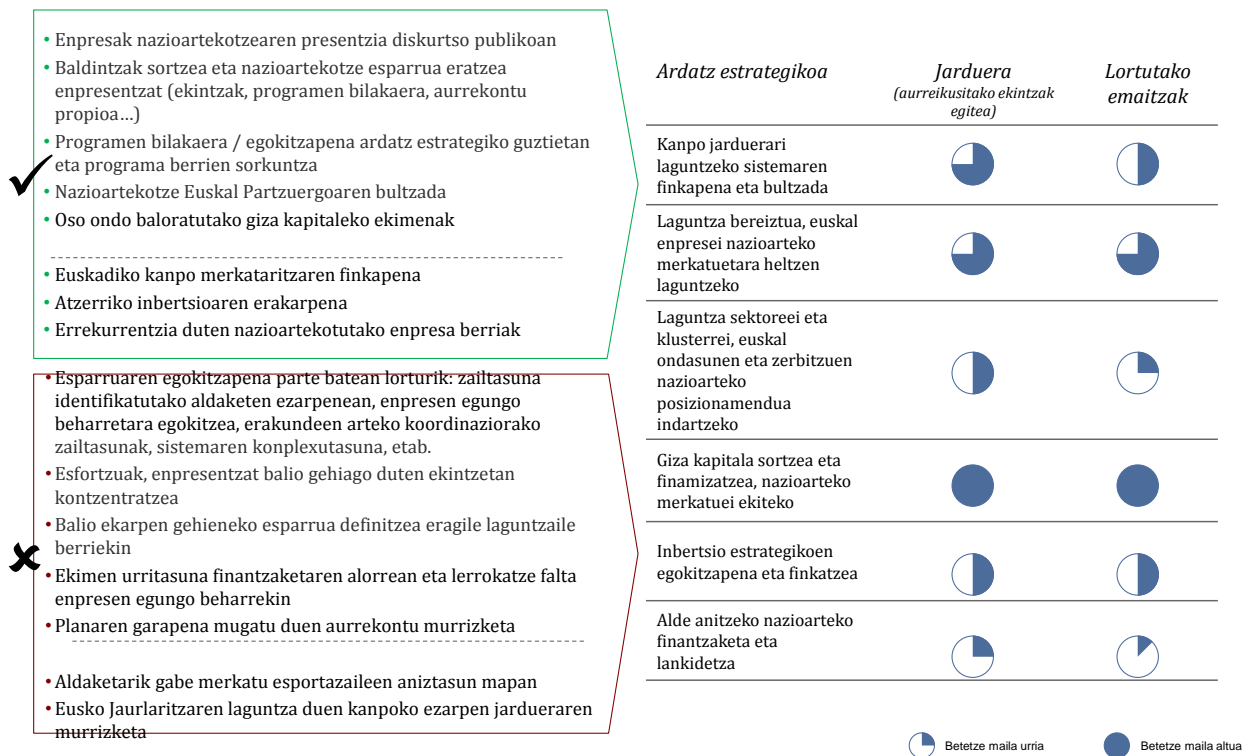 • Enpresak nazioartekotzearen presentzia diskurtso publikoan
• Baldintzak sortzea eta nazioartekotze esparrua eratzea
enpresentzat (ekintzak, programen bilakaera, aurrekontu
propioa…)
• Programen bilakaera / egokitzapena ardatz estrategiko guztietan
eta programa berrien sorkuntza
• Nazioartekotze Euskal Partzuergoaren bultzada
• Oso ondo baloratutako giza kapitaleko ekimenak
• Euskadiko kanpo merkataritzaren finkapena
• Atzerriko inbertsioaren erakarpena
• Errekurrentzia duten nazioartekotutako enpresa berriak
• Esparruaren egokitzapena parte batean lorturik: zailtasuna
identifikatutako aldaketen ezarpenean, enpresen egungo
beharretara egokitzea, erakundeen arteko koordinaziorako
zailtasunak, sistemaren konplexutasuna, etab.
• Esfortzuak, enpresentzat balio gehiago duten ekintzetan
kontzentratzea
• Balio ekarpen gehieneko esparrua definitzea eragile laguntzaile
berriekin
• Ekimen urritasuna finantzaketaren alorrean eta lerrokatze falta
enpresen egungo beharrekin
• Planaren garapena mugatu duen aurrekontu murrizketa
• Aldaketarik gabe merkatu esportazaileen aniztasun mapan
• Eusko Jaurlaritzaren laguntza duen kanpoko ezarpen jardueraren
murrizketa
Ardatz estrategikoa
Jarduera
(aurreikusitako ekintzak
egitea)
Lortutako
emaitzak
Kanpo jarduerari
laguntzeko sistemaren
finkapena eta bultzada
Laguntza bereiztua, euskal
enpresei nazioarteko
merkatuetara heltzen
laguntzeko
Laguntza sektoreei eta
klusterrei, euskal
ondasunen eta zerbitzuen
nazioarteko
posizionamendua
indartzeko
Giza kapitala sortzea eta
finamizatzea, nazioarteko
merkatuei ekiteko
Inbertsio estrategikoen
egokitzapena eta finkatzea
Alde anitzeko nazioarteko
finantzaketa eta
lankidetza
Betetze maila urria
Betetze maila altua